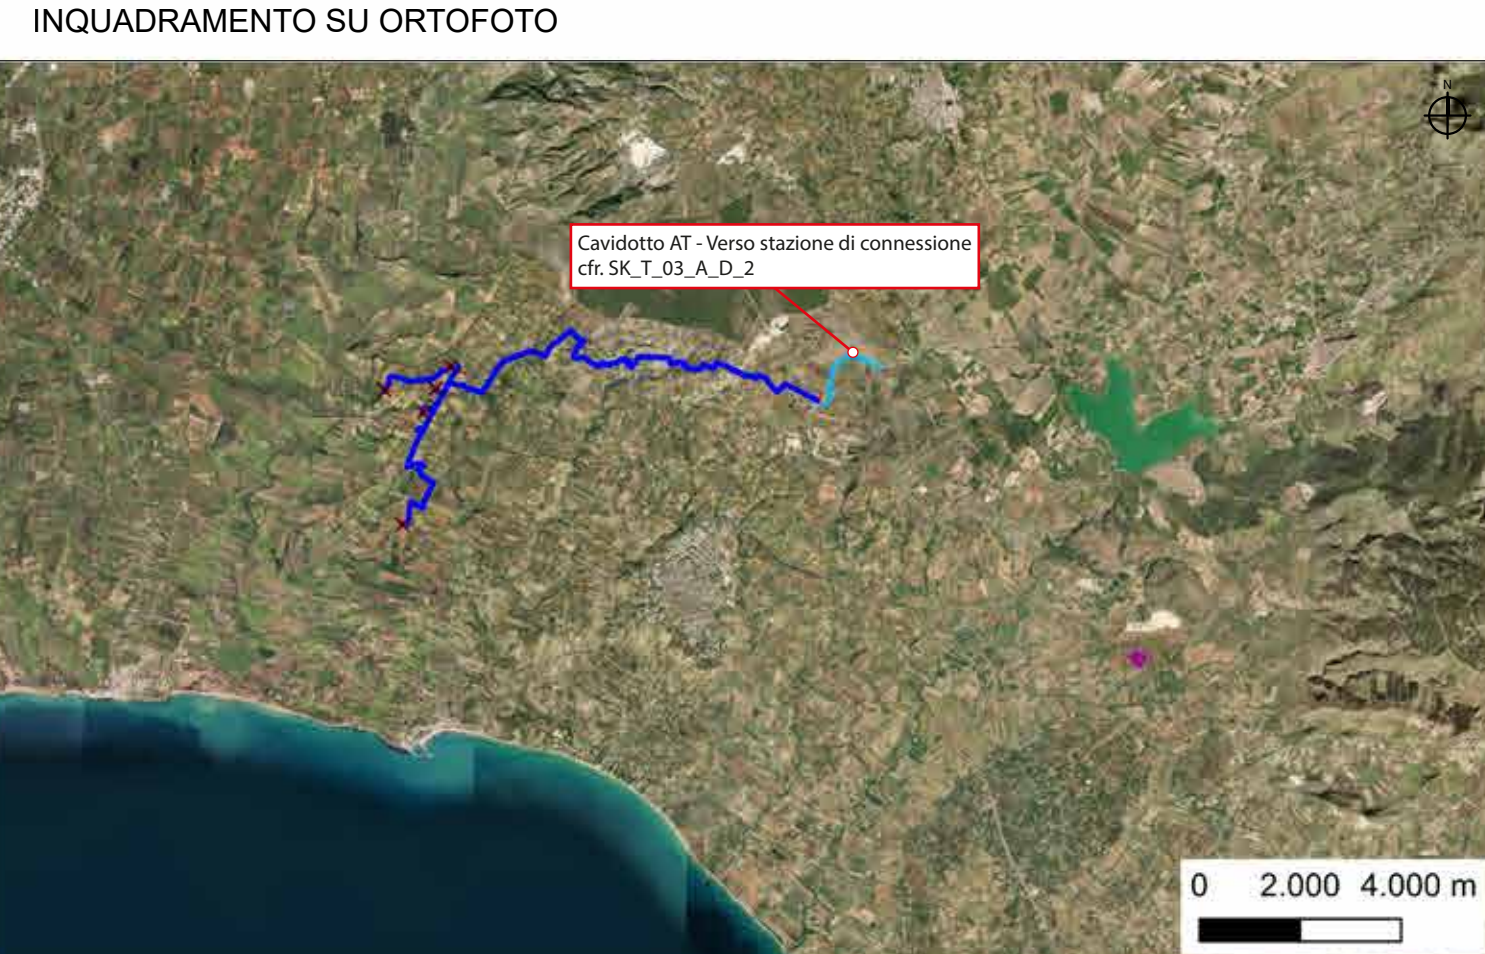 INQUADRAMENTO SU ORTOFOTO
N
Cavidotto AT - Verso stazione di connessione
cfr. SK_T_03_A_D_2
0 2.000 4.000 m